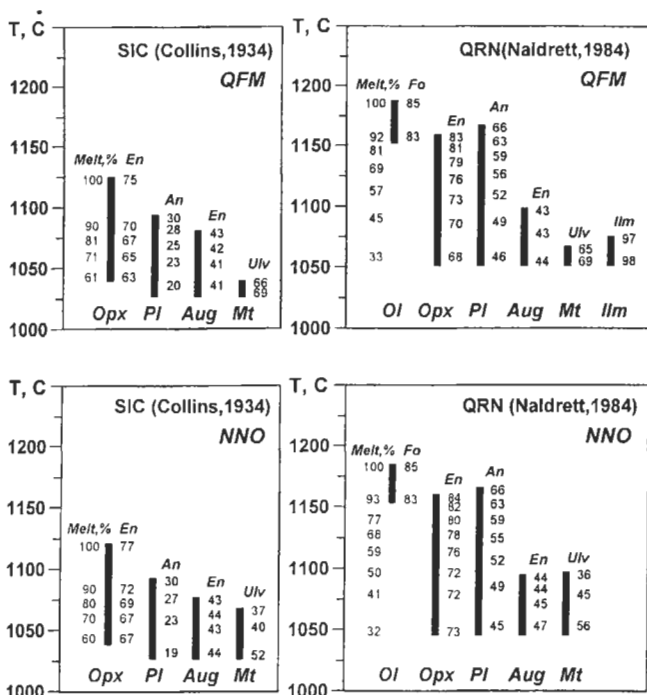 T, C
SIC (Collins,1934)
QFM
1200
1150
Melt,% En
100 75
An
30 En
90 70 28 43
81 67 25 42
71 65 23 41 Ulv
61 63 20 41 66
69
1100
1050
1000
Opx Pl Aug Mt
T, C
QRN(Naldrett,1984)
QFM
1200
Melt,% Fo
100 85 An
En 66
92 83 83 63
81 81 59
69 79 56
76
57 73 52 En
45 70 49 43
43 Ulv Ilm
65 97
33 68 46 44 69 98
1150
1100
1050
1000
Ol Opx Pl Aug Mt Ilm
T, C
SIC (Collins,1934)
NNO
1200
1150
Melt,% En
100 77
An
30 En
90 72 27 43 Ulv
80 69 44 37
70 67 23 43 40
60 67 19 44 52
1100
1050
1000
Opx Pl Aug Mt
T, C
QRN (Naldrett,1984)
NNO
1200
Melt,% Fo
100 85 An
En 66
93 83 84 63
82
77 80 59
68 78 55
59 76 52 En
50 72 49 44 36
44
41 72 45 45
32 73 45 47 56
1150
1100
1050
1000
Ol Opx Pl Aug Mt
Ulv